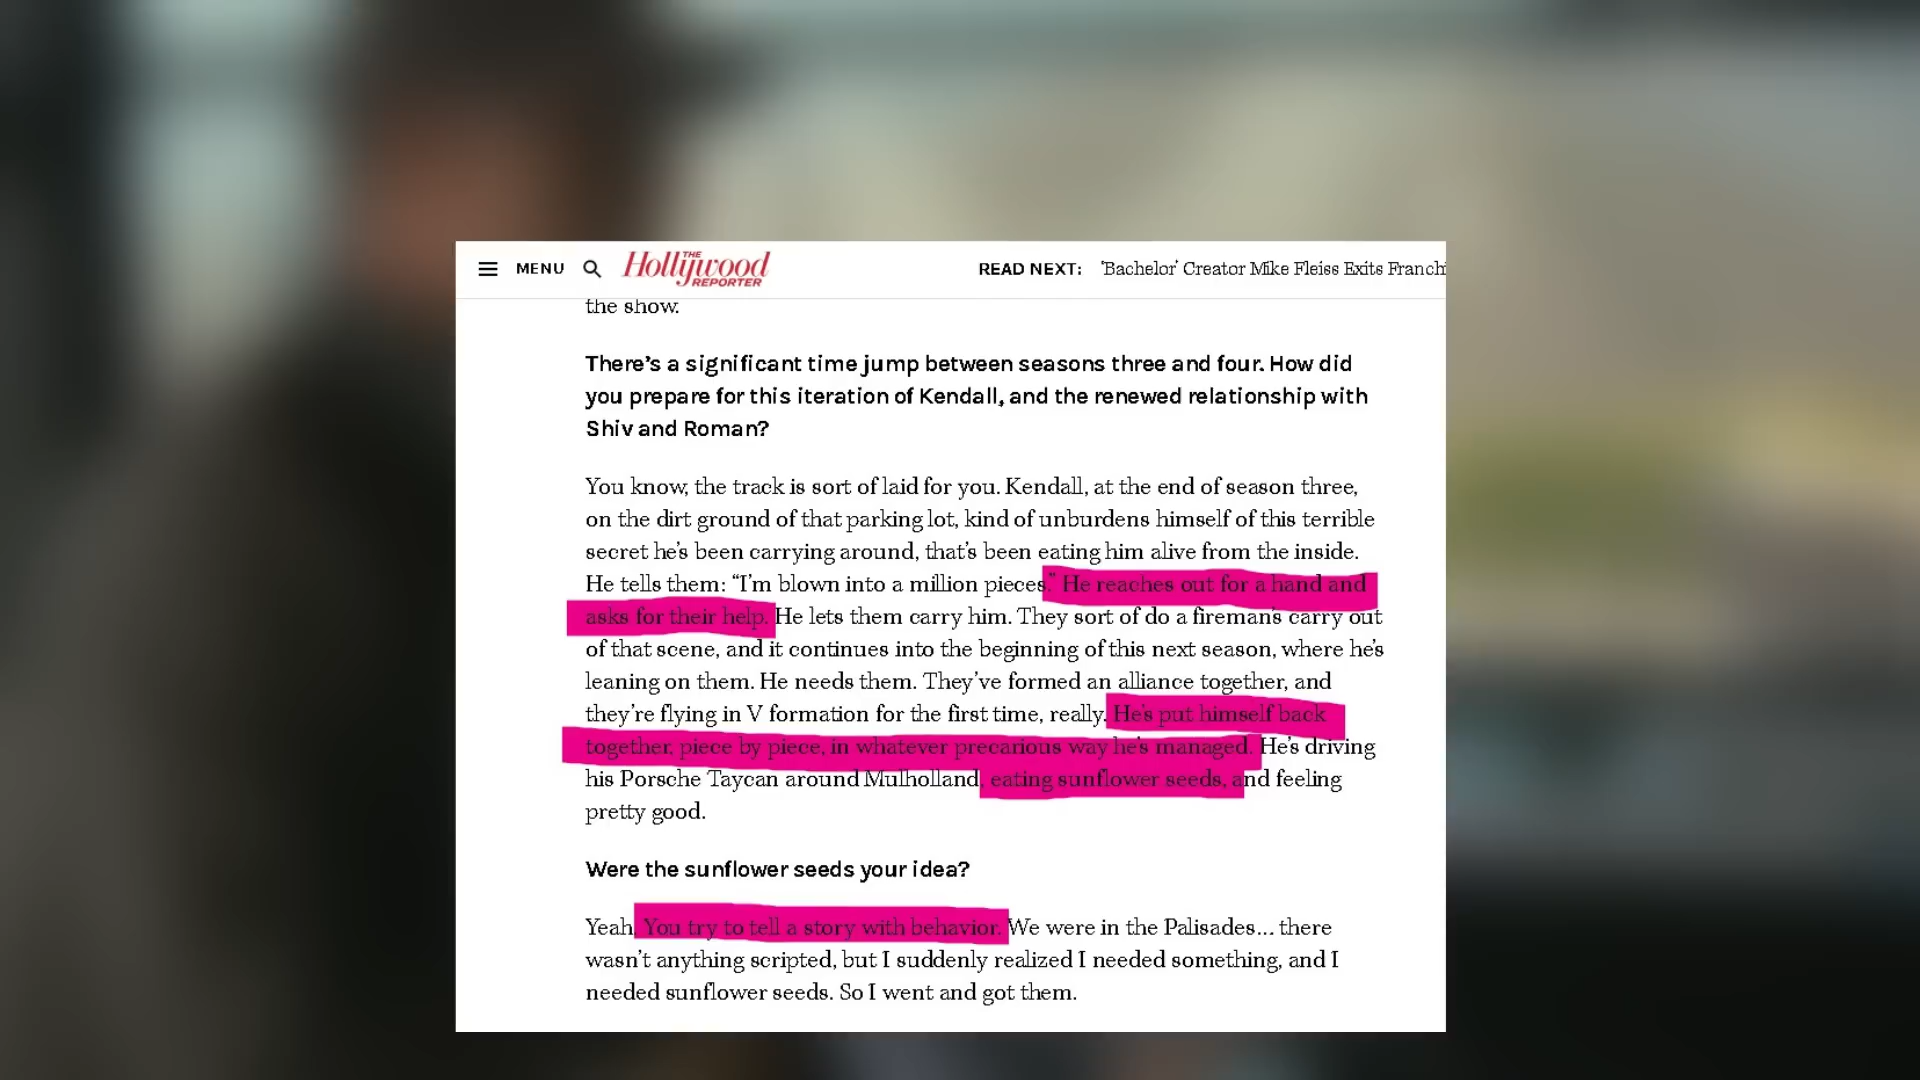 MENU THE Hollywood REPORTER READ NEXT: 'Bachelor' Creator Mike Fleiss Exits Franch
the show.
There's a significant time jump between seasons three and four. How did
you prepare for this iteration of Kendall, and the renewed relationship with
Shiv and Roman?
You know, the track is sort of laid for you. Kendall, at the end of season three,
on the dirt ground of that parking lot, kind of unburdens himself of this terrible
secret he's been carrying around, that's been eating him alive from the inside.
He tells them: “I'm blown into a million pieces.” He reaches out for a hand and
asks for their help. He lets them carry him. They sort of do a fireman's carry out
of that scene, and it continues into the beginning of this next season, where he's
leaning on them. He needs them. They've formed an alliance together, and
they're flying in V formation for the first time, really. He's put himself back
together, piece by piece, in whatever precarious way he's managed. He's driving
his Porsche Taycan around Mulholland, eating sunflower seeds, and feeling
pretty good.
Were the sunflower seeds your idea?
Yeah. You try to tell a story with behavior. We were in the Palisades... there
wasn't anything scripted, but I suddenly realized I needed something, and I
needed sunflower seeds. So I went and got them.